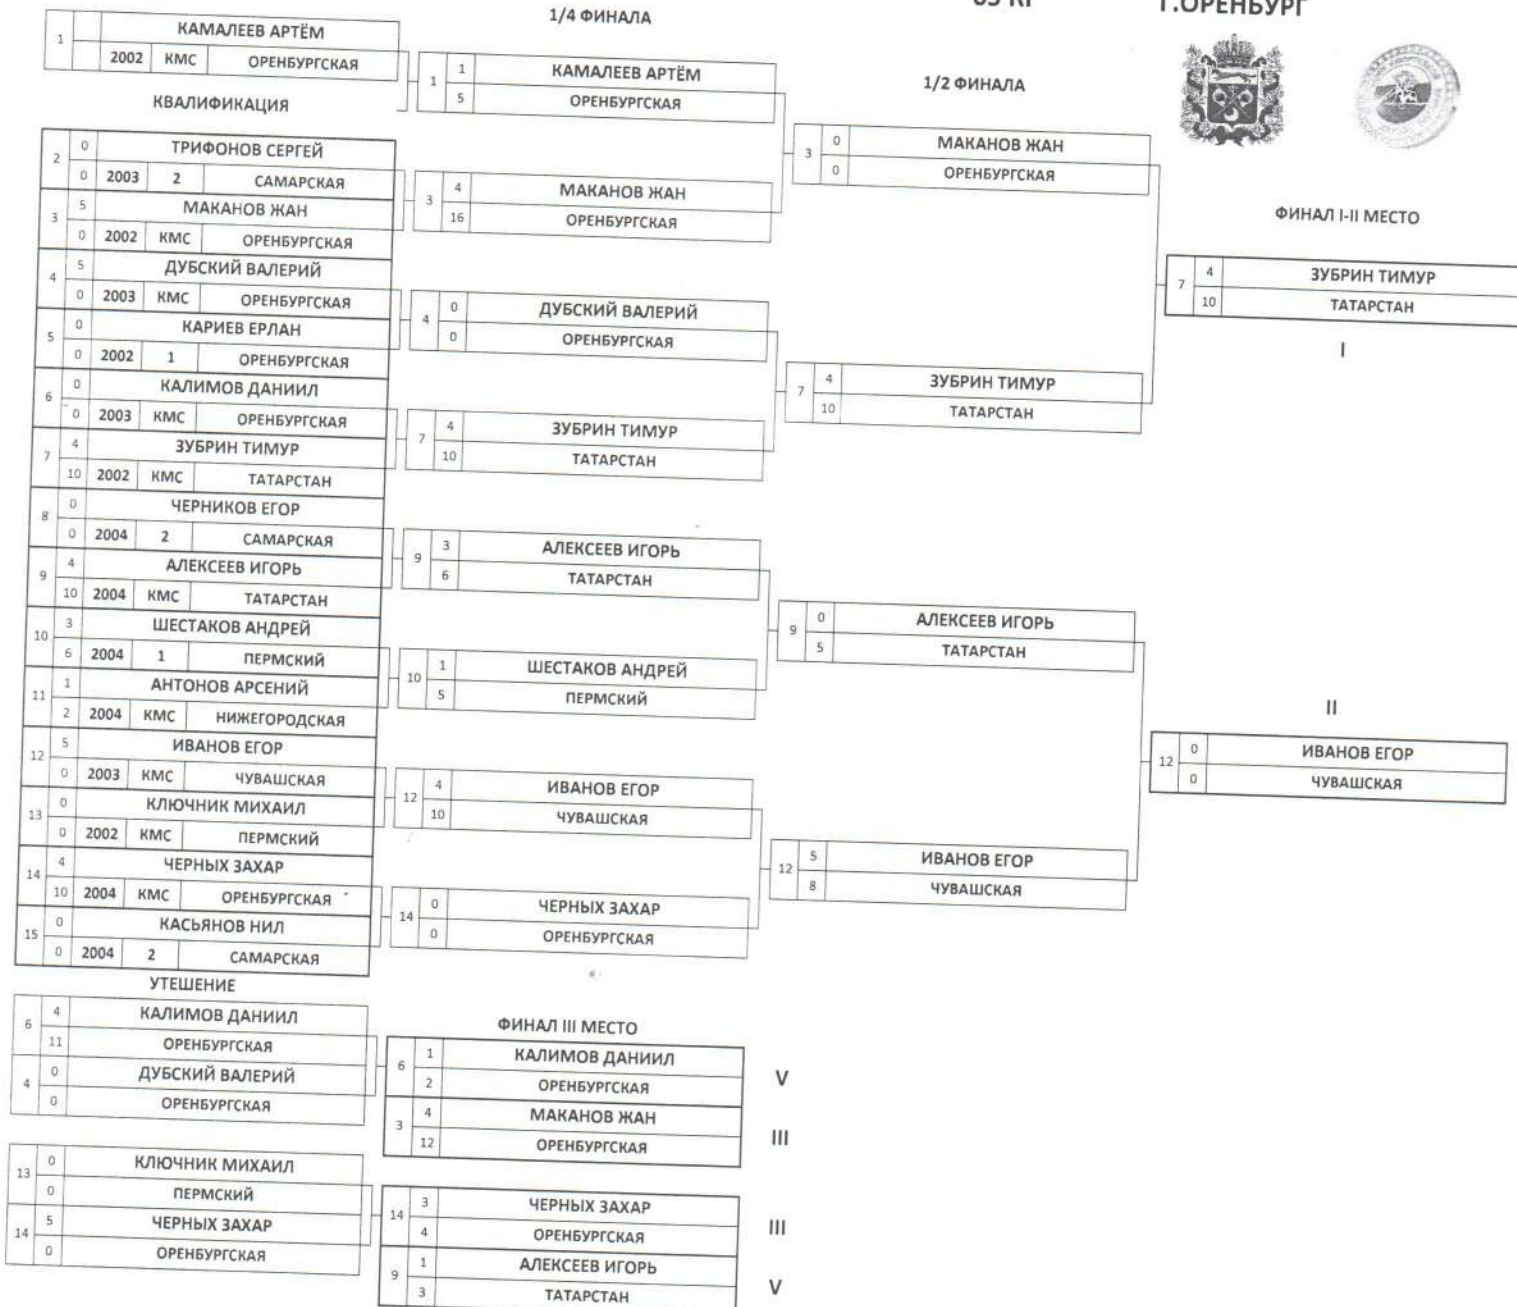 Г.ОРЕНБУРГ
1/4 ФИНАЛА
1 КАМАЛЕЕВ АРТЁМ
2002 КМС ОРЕНБУРГСКАЯ
1 1 КАМАЛЕЕВ АРТЁМ
5 ОРЕНБУРГСКАЯ
1/2 ФИНАЛА
КВАЛИФИКАЦИЯ
2 0 ТРИФОНОВ СЕРГЕЙ
0 2003 2 САМАРСКАЯ
3 5 МАКАНОВ ЖАН
0 2002 КМС ОРЕНБУРГСКАЯ
4 5 ДУБСКИЙ ВАЛЕРИЙ
0 2003 КМС ОРЕНБУРГСКАЯ
5 0 КАРИЕВ ЕРЛАН
0 2002 1 ОРЕНБУРГСКАЯ
6 0 КАЛИМОВ ДАНИИЛ
0 2003 КМС ОРЕНБУРГСКАЯ
7 4 ЗУБРИН ТИМУР
10 2002 КМС ТАТАРСТАН
8 0 ЧЕРНИКОВ ЕГОР
0 2004 2 САМАРСКАЯ
9 4 АЛЕКСЕЕВ ИГОРЬ
10 2004 КМС ТАТАРСТАН
10 3 ШЕСТАКОВ АНДРЕЙ
6 2004 1 ПЕРМСКИЙ
11 1 АНТОНОВ АРСЕНИЙ
2 2004 КМС НИЖЕГОРОДСКАЯ
12 5 ИВАНОВ ЕГОР
0 2003 КМС ЧУВАШСКАЯ
13 0 КЛЮЧНИК МИХАИЛ
0 2002 КМС ПЕРМСКИЙ
14 4 ЧЕРНЫХ ЗАХАР
10 2004 КМС ОРЕНБУРГСКАЯ
15 0 КАСЬЯНОВ НИЛ
0 2004 2 САМАРСКАЯ
3 4 МАКАНОВ ЖАН
16 ОРЕНБУРГСКАЯ
4 0 ДУБСКИЙ ВАЛЕРИЙ
0 ОРЕНБУРГСКАЯ
7 4 ЗУБРИН ТИМУР
10 ТАТАРСТАН
9 3 АЛЕКСЕЕВ ИГОРЬ
6 ТАТАРСТАН
10 1 ШЕСТАКОВ АНДРЕЙ
5 ПЕРМСКИЙ
12 4 ИВАНОВ ЕГОР
10 ЧУВАШСКАЯ
14 0 ЧЕРНЫХ ЗАХАР
0 ОРЕНБУРГСКАЯ
3 0 МАКАНОВ ЖАН
0 ОРЕНБУРГСКАЯ
7 4 ЗУБРИН ТИМУР
10 ТАТАРСТАН
9 0 АЛЕКСЕЕВ ИГОРЬ
5 ТАТАРСТАН
12 5 ИВАНОВ ЕГОР
8 ЧУВАШСКАЯ
ФИНАЛ I-II МЕСТО
7 4 ЗУБРИН ТИМУР
10 ТАТАРСТАН
I
II
12 0 ИВАНОВ ЕГОР
0 ЧУВАШСКАЯ
УТЕШЕНИЕ
6 4 КАЛИМОВ ДАНИИЛ
11 ОРЕНБУРГСКАЯ
4 0 ДУБСКИЙ ВАЛЕРИЙ
0 ОРЕНБУРГСКАЯ
13 0 КЛЮЧНИК МИХАИЛ
0 ПЕРМСКИЙ
14 5 ЧЕРНЫХ ЗАХАР
0 ОРЕНБУРГСКАЯ
ФИНАЛ III МЕСТО
6 1 КАЛИМОВ ДАНИИЛ V
2 ОРЕНБУРГСКАЯ
3 4 МАКАНОВ ЖАН III
12 ОРЕНБУРГСКАЯ
14 3 ЧЕРНЫХ ЗАХАР III
4 ОРЕНБУРГСКАЯ
9 1 АЛЕКСЕЕВ ИГОРЬ V
3 ТАТАРСТАН